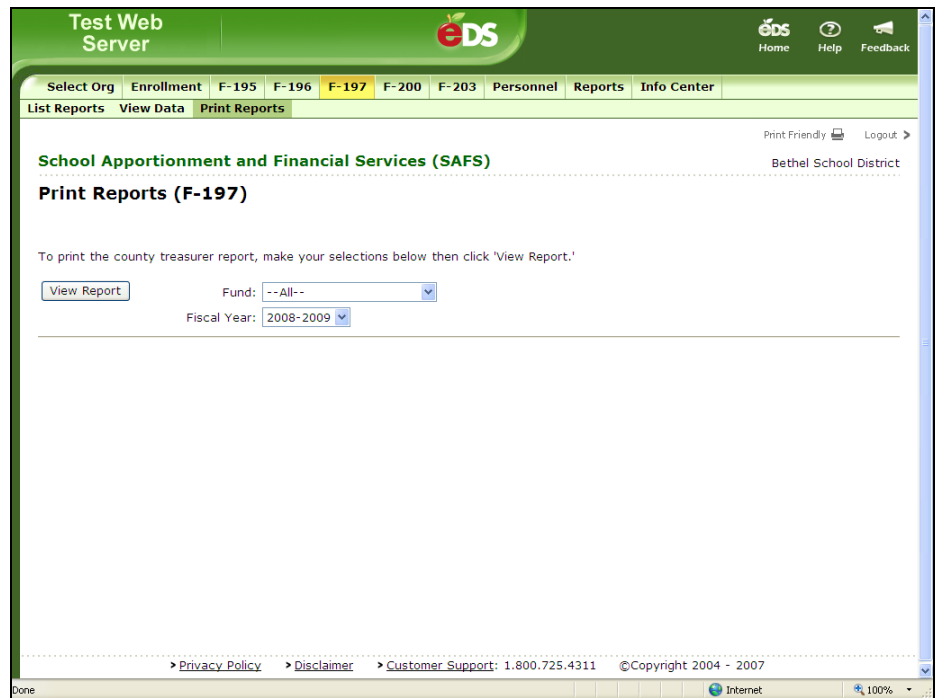 Test Web
Server
eDS
eDS
Home Help Feedback
Select Org Enrollment F-195 F-196 F-197 F-200 F-203 Personnel Reports Info Center
List Reports View Data Print Reports
Print Friendly Logout >
School Apportionment and Financial Services (SAFS)
Bethel School District
Print Reports (F-197)
To print the county treasurer report, make your selections below then click 'View Report.'
View Report Fund: --All--
Fiscal Year: 2008-2009
> Privacy Policy > Disclaimer > Customer Support: 1.800.725.4311 ©Copyright 2004 - 2007
Done Internet 100%